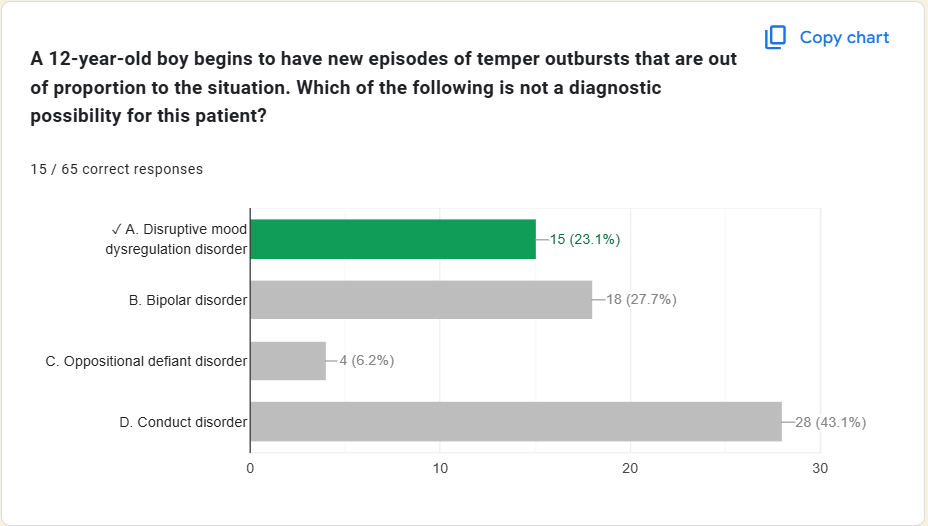 Copy chart
A 12-year-old boy begins to have new episodes of temper outbursts that are out
of proportion to the situation. Which of the following is not a diagnostic
possibility for this patient?
15 / 65 correct responses
✓ A. Disruptive mood
dysregulation disorder
15 (23.1%)
B. Bipolar disorder
18 (27.7%)
C. Oppositional defiant disorder
4 (6.2%)
D. Conduct disorder
28 (43.1%)
0 10 20 30